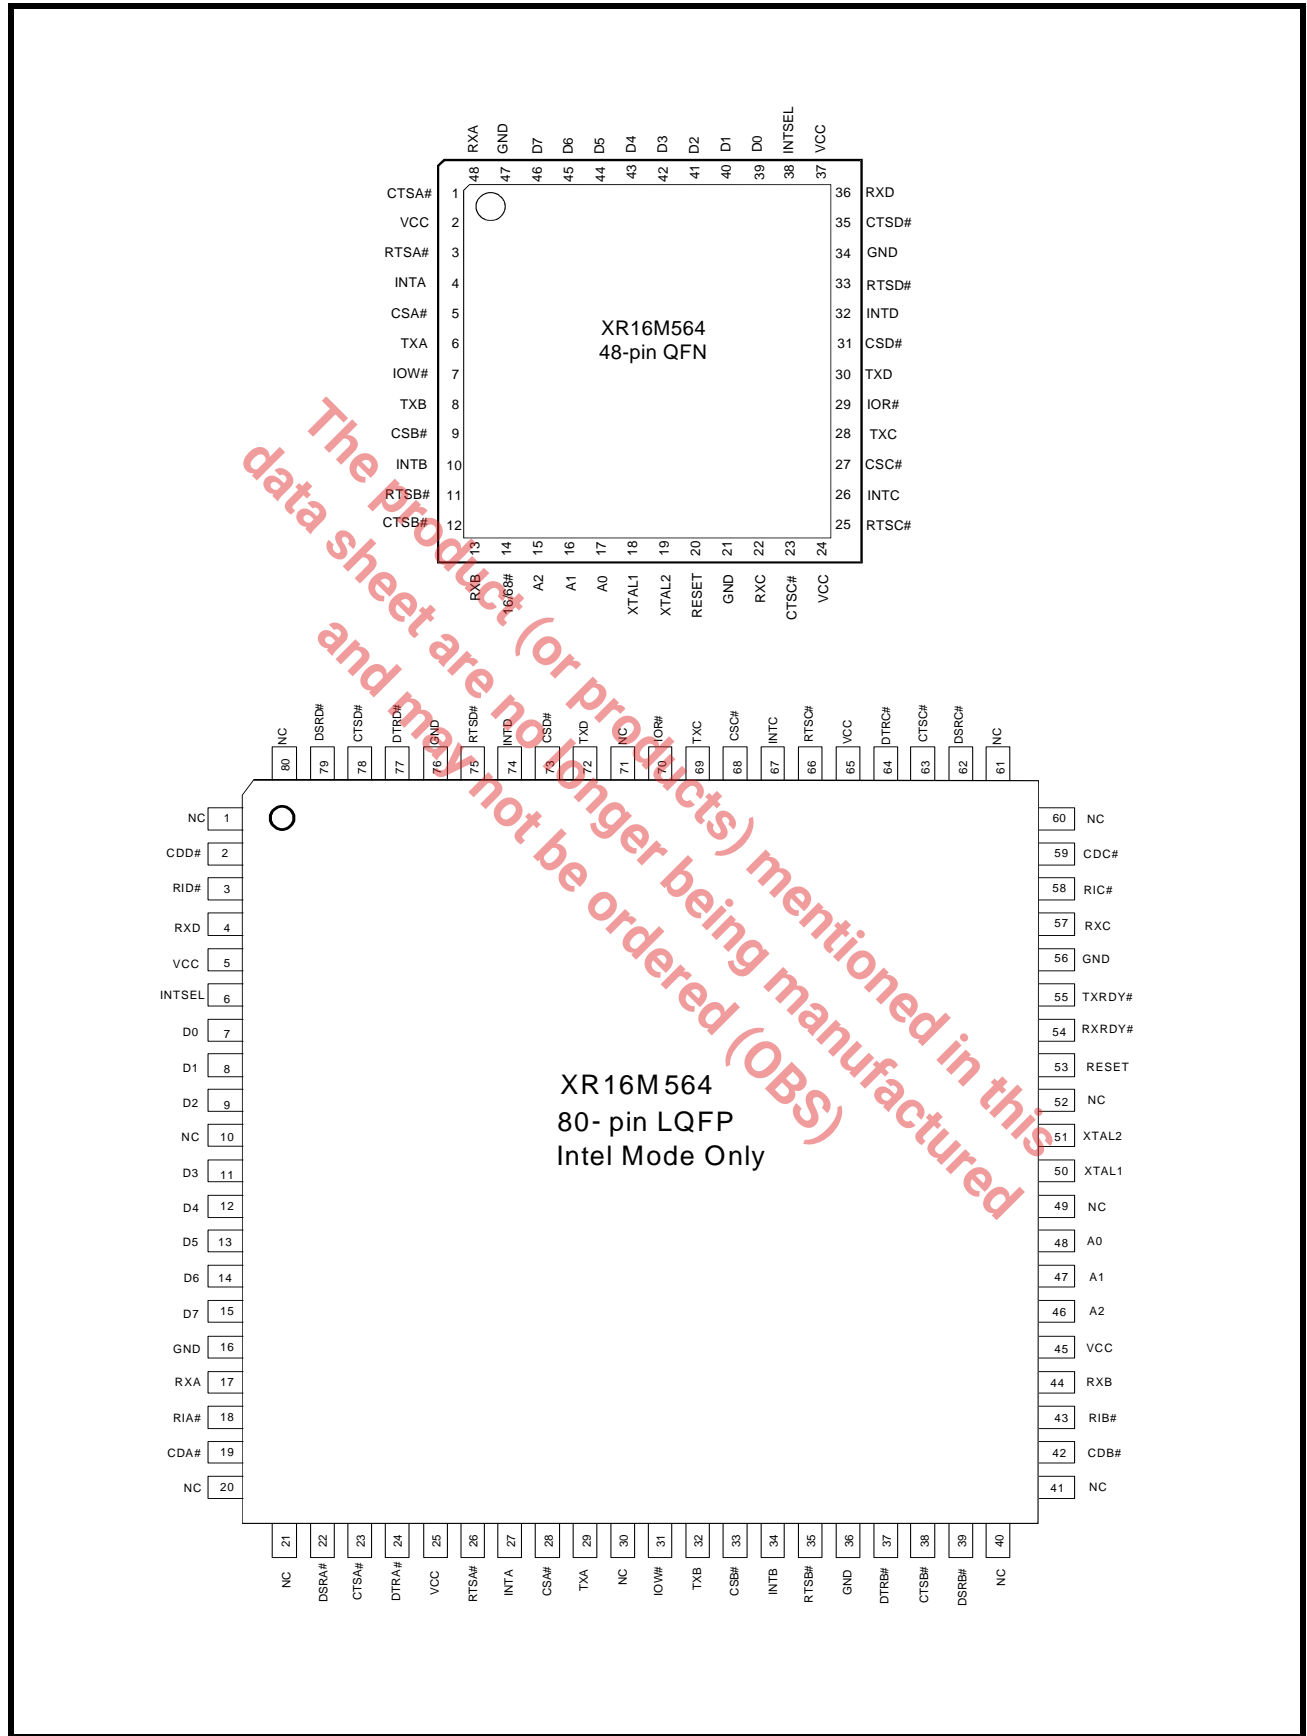 RXA GND D7 D6 D5 D4 D3 D2 D1 D0 INTSEL VCC
48 47 46 45 44 43 42 41 40 39 38 37
CTSA# 1 36 RXD
VCC 2 35 CTSD#
RTSA# 3 34 GND
INTA 4 33 RTSD#
CSA# 5 32 INTD
XR16M564
TXA 6 31 CSD#
48-pin QFN
IOW# 7 30 TXD
TXB 8 29 IOR#
CSB# 9 28 TXC
INTB 10 27 CSC#
RTSB# 11 26 INTC
CTSB# 12 25 RTSC#
13 14 15 16 17 18 19 20 21 22 23 24
RXB 16/68# A2 A1 A0 XTAL1 XTAL2 RESET GND RXC CTSC# VCC
The product (or products) mentioned in this
data sheet are no longer being manufactured
and may not be ordered (OBS)
NC DSRD# CTSD# DTRD# GND RTSD# INTD CSD# TXD NC IOR# TXC CSC# INTC RTSC# VCC DTRC# CTSC# DSRC# NC
80 79 78 77 76 75 74 73 72 71 70 69 68 67 66 65 64 63 62 61
NC 1 60 NC
CDD# 2 59 CDC#
RID# 3 58 RIC#
RXD 4 57 RXC
VCC 5 56 GND
INTSEL 6 55 TXRDY#
D0 7 54 RXRDY#
D1 8 53 RESET
XR16M564
D2 9 52 NC
80- pin LQFP
NC 10 51 XTAL2
Intel Mode Only
D3 11 50 XTAL1
D4 12 49 NC
D5 13 48 A0
D6 14 47 A1
D7 15 46 A2
GND 16 45 VCC
RXA 17 44 RXB
RIA# 18 43 RIB#
CDA# 19 42 CDB#
NC 20 41 NC
21 22 23 24 25 26 27 28 29 30 31 32 33 34 35 36 37 38 39 40
NC DSRA# CTSA# DTRA# VCC RTSA# INTA CSA# TXA NC IOW# TXB CSB# INTB RTSB# GND DTRB# CTSB# DSRB# NC